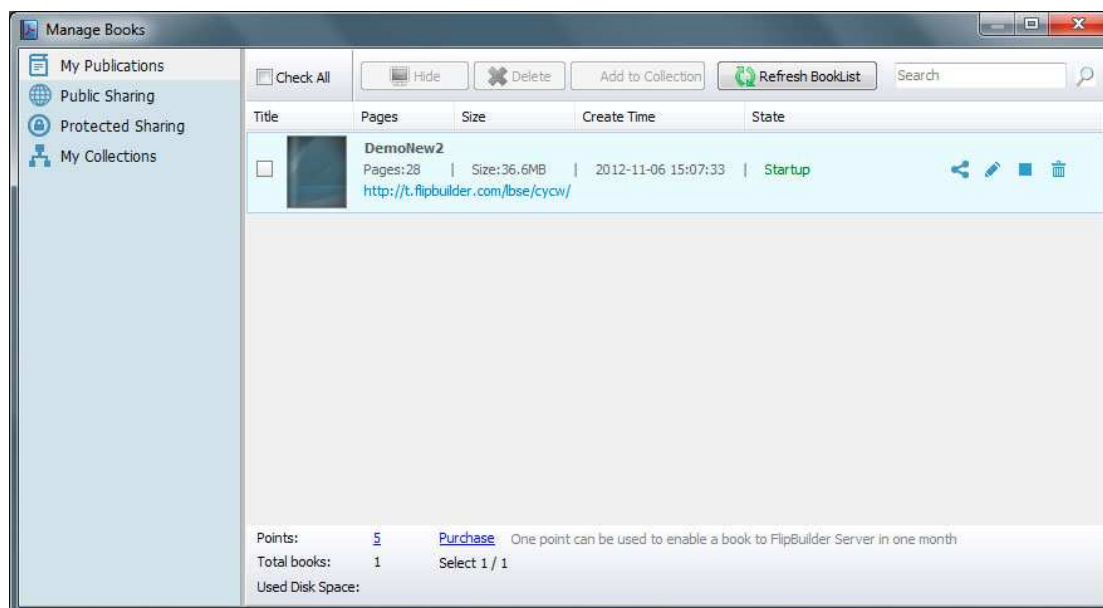 Manage Books
My Publications
Public Sharing
Protected Sharing
My Collections
Check All
Hide
Delete
Add to Collection
Refresh BookList
Search
Title Pages Size Create Time State
DemoNew2
Pages:28 | Size:36.6MB | 2012-11-06 15:07:33 | Startup
http://t.flipbuilder.com/lbse/cycw/
Points: 5 Purchase One point can be used to enable a book to FlipBuilder Server in one month
Total books: 1 Select 1 / 1
Used Disk Space: